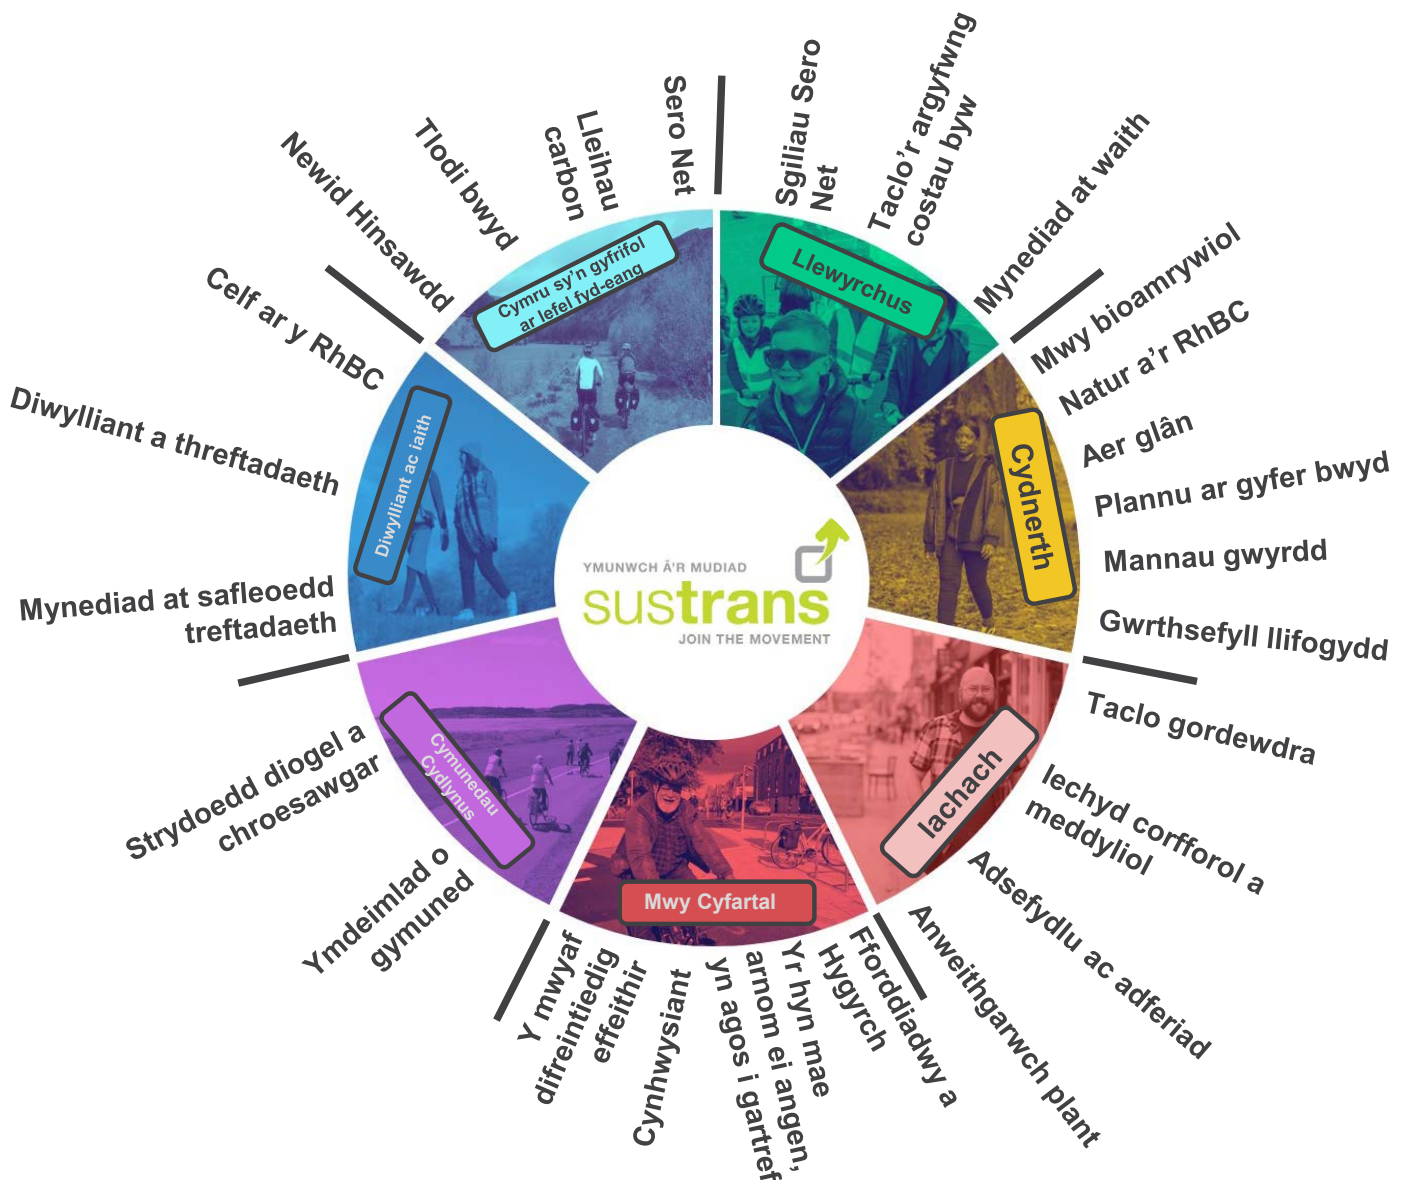 Sero Net
Lleihau
carbon
Tlodi bwyd
Newid Hinsawdd
Cymru sy’n gyfrifol
ar lefel fyd-eang
Sgiliau Sero
Net
Taclo’r argyfwng
costau byw
Mynediad at waith
Llewyrchus
Mwy bioamrywiol
Natur a’r RhBC
Aer glân
Plannu ar gyfer bwyd
Mannau gwyrdd
Gwrthsefyll llifogydd
Cydnerth
Taclo gordewdra
Iechyd corfforol a
meddyliol
Adsefydlu ac adferiad
Anweithgarwch plant
Iachach
Fforddiadwy a
Hygyrch
Yr hyn mae
arnom ei angen,
yn agos i gartref
Cynhwysiant
Y mwyaf
difreintiedig
effeithir
Mwy Cyfartal
Ymdeimlad o
gymuned
Strydoedd diogel a
chroesawgar
Cymunedau
Cydlynus
Mynediad at safleoedd
treftadaeth
Diwylliant a threftadaeth
Celf ar y RhBC
Diwylliant ac iaith
YMUNWCH Â'R MUDIAD
sustrans
JOIN THE MOVEMENT